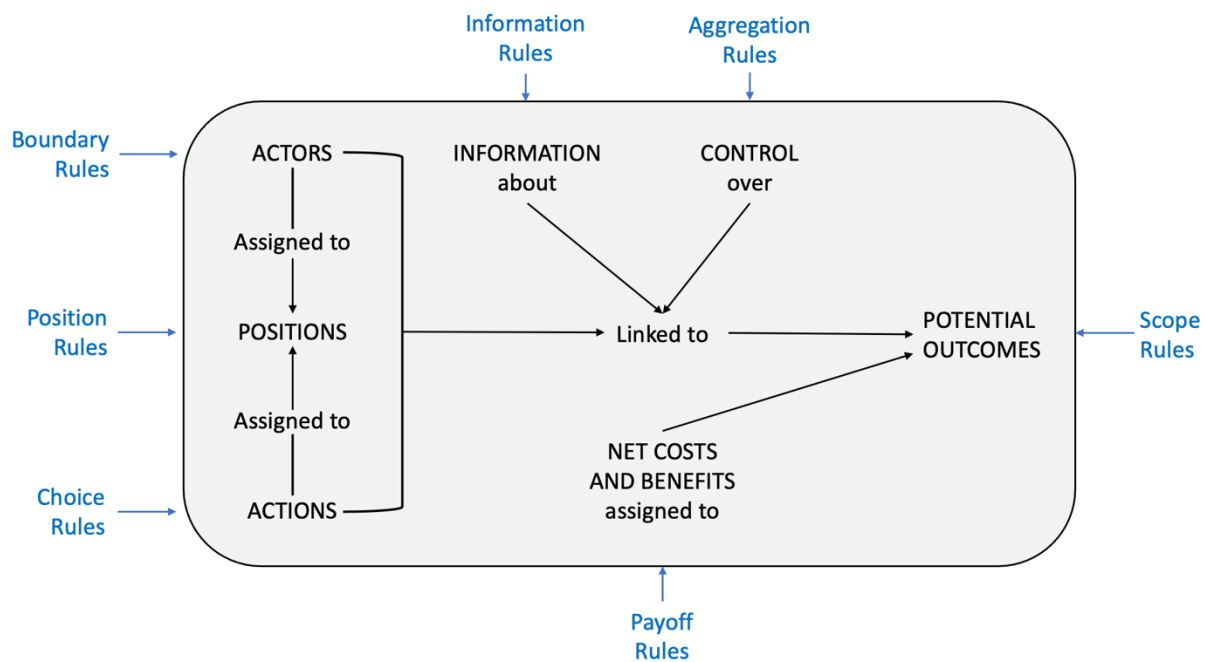 Information
Rules
Aggregation
Rules
Boundary
Rules
ACTORS
INFORMATION
about
CONTROL
over
Assigned to
Position
Rules
POSITIONS
Linked to
POTENTIAL
OUTCOMES
Scope
Rules
Assigned to
NET COSTS
AND BENEFITS
assigned to
Choice
Rules
ACTIONS
Payoff
Rules